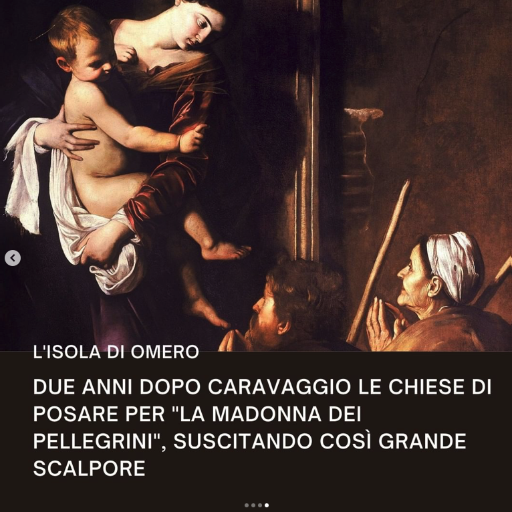 L'ISOLA DI OMERO
DUE ANNI DOPO CARAVAGGIO LE CHIESE DI
POSARE PER "LA MADONNA DEI
PELLEGRINI", SUSCITANDO COSÌ GRANDE
SCALPORE